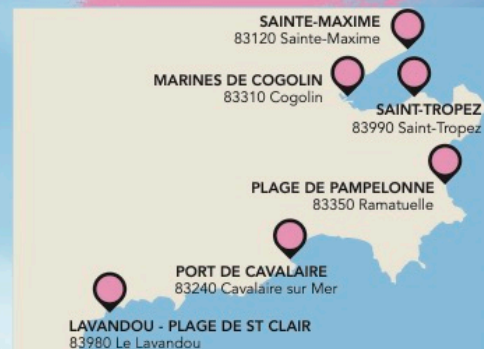 SAINTE-MAXIME
83120 Sainte-Maxime
MARINES DE COGOLIN
83310 Cogolin
SAINT-TROPEZ
83990 Saint-Tropez
PLAGE DE PAMPELONNE
83350 Ramatuelle
PORT DE CAVALAIRE
83240 Cavalaire sur Mer
LAVANDOU - PLAGE DE ST CLAIR
83980 Le Lavandou